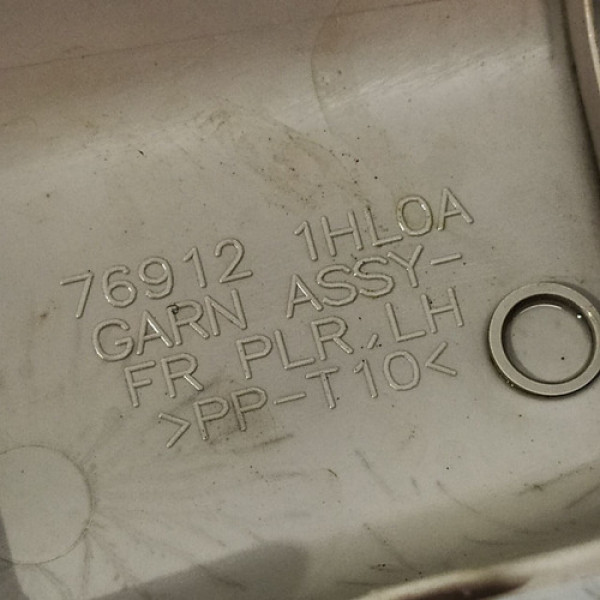 76912 1HL0A
GARN ASSY-
FR PLR,LH
>PP-T10<